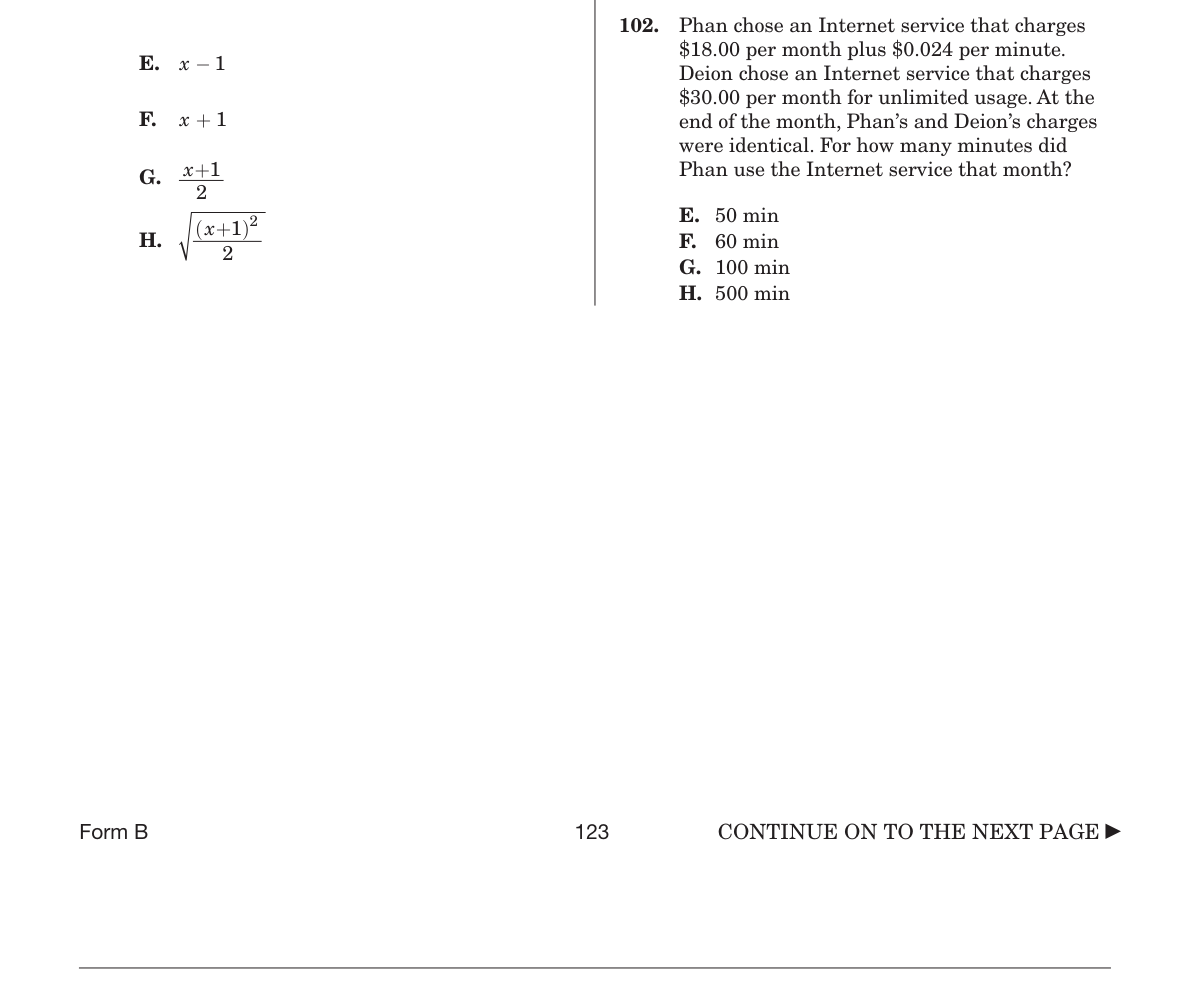 E. x − 1
F. x + 1
G. x+1
2
H. √(x+1)²
2
102. Phan chose an Internet service that charges
$18.00 per month plus $0.024 per minute.
Deion chose an Internet service that charges
$30.00 per month for unlimited usage. At the
end of the month, Phan’s and Deion’s charges
were identical. For how many minutes did
Phan use the Internet service that month?
E. 50 min
F. 60 min
G. 100 min
H. 500 min
Form B
123
CONTINUE ON TO THE NEXT PAGE ▶